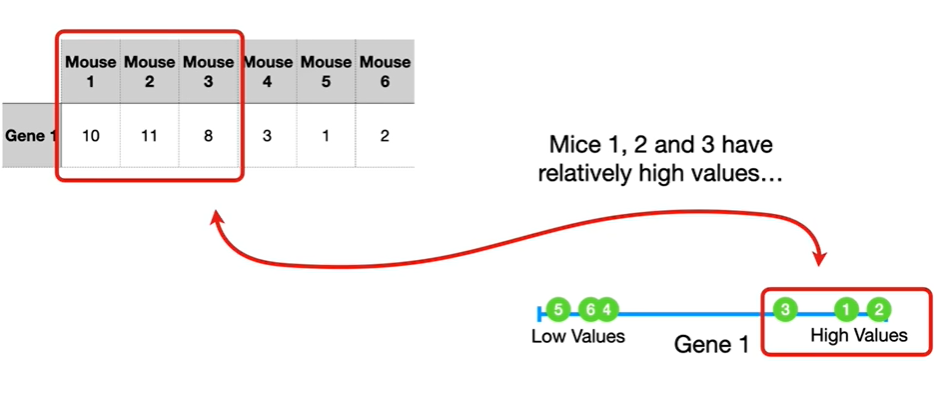 Mouse 1 Mouse 2 Mouse 3 Mouse 4 Mouse 5 Mouse 6
Gene 1 10 11 8 3 1 2
Mice 1, 2 and 3 have
relatively high values...
5 6 4 3 1 2
Low Values High Values
Gene 1